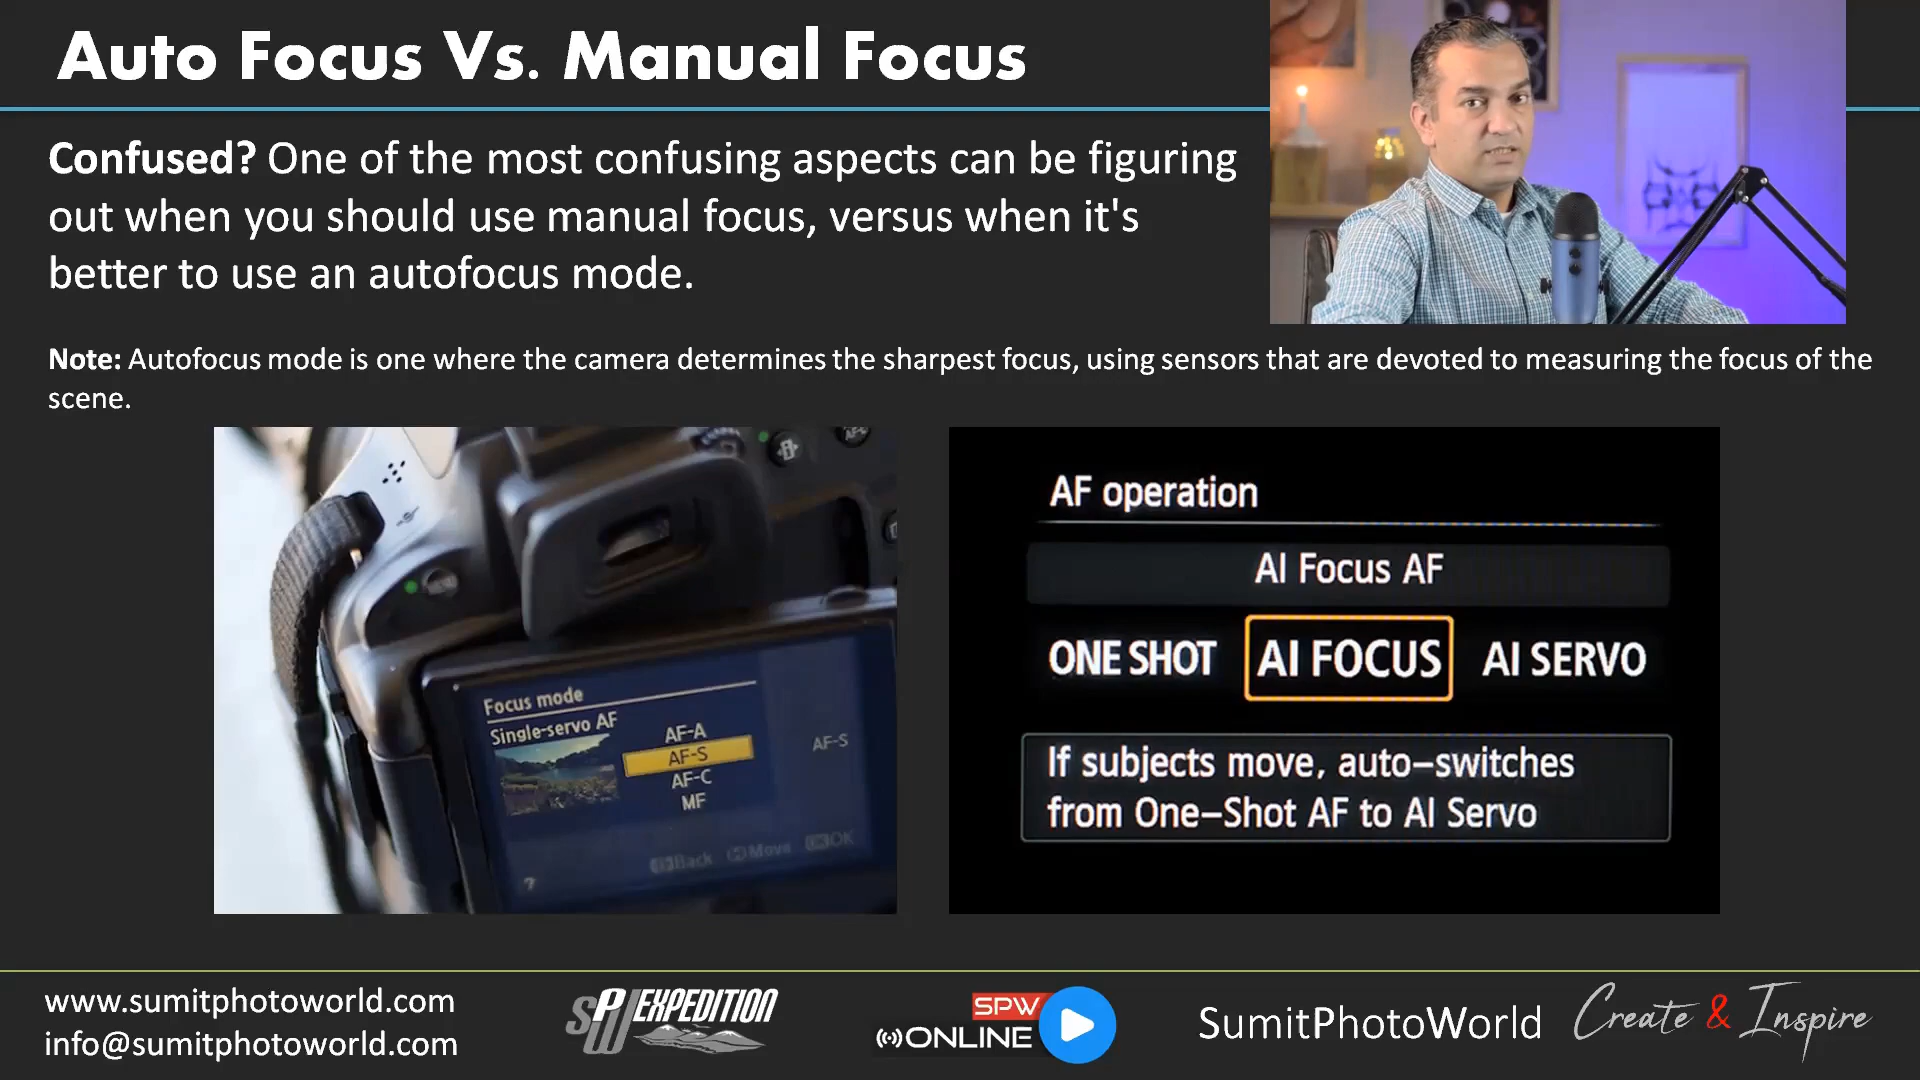 Auto Focus Vs. Manual Focus
Confused? One of the most confusing aspects can be figuring
out when you should use manual focus, versus when it's
better to use an autofocus mode.
Note: Autofocus mode is one where the camera determines the sharpest focus, using sensors that are devoted to measuring the focus of the
scene.
Focus mode
Single-servo AF
AF-A
AF-S
AF-S
AF-C
MF
Back Move OK OK
?
AF operation
AI Focus AF
ONE SHOT AI FOCUS AI SERVO
If subjects move, auto-switches
from One-Shot AF to AI Servo
www.sumitphotoworld.com
info@sumitphotoworld.com
SPW EXPEDITION
SPW
ONLINE
SumitPhotoWorld
Create & Inspire